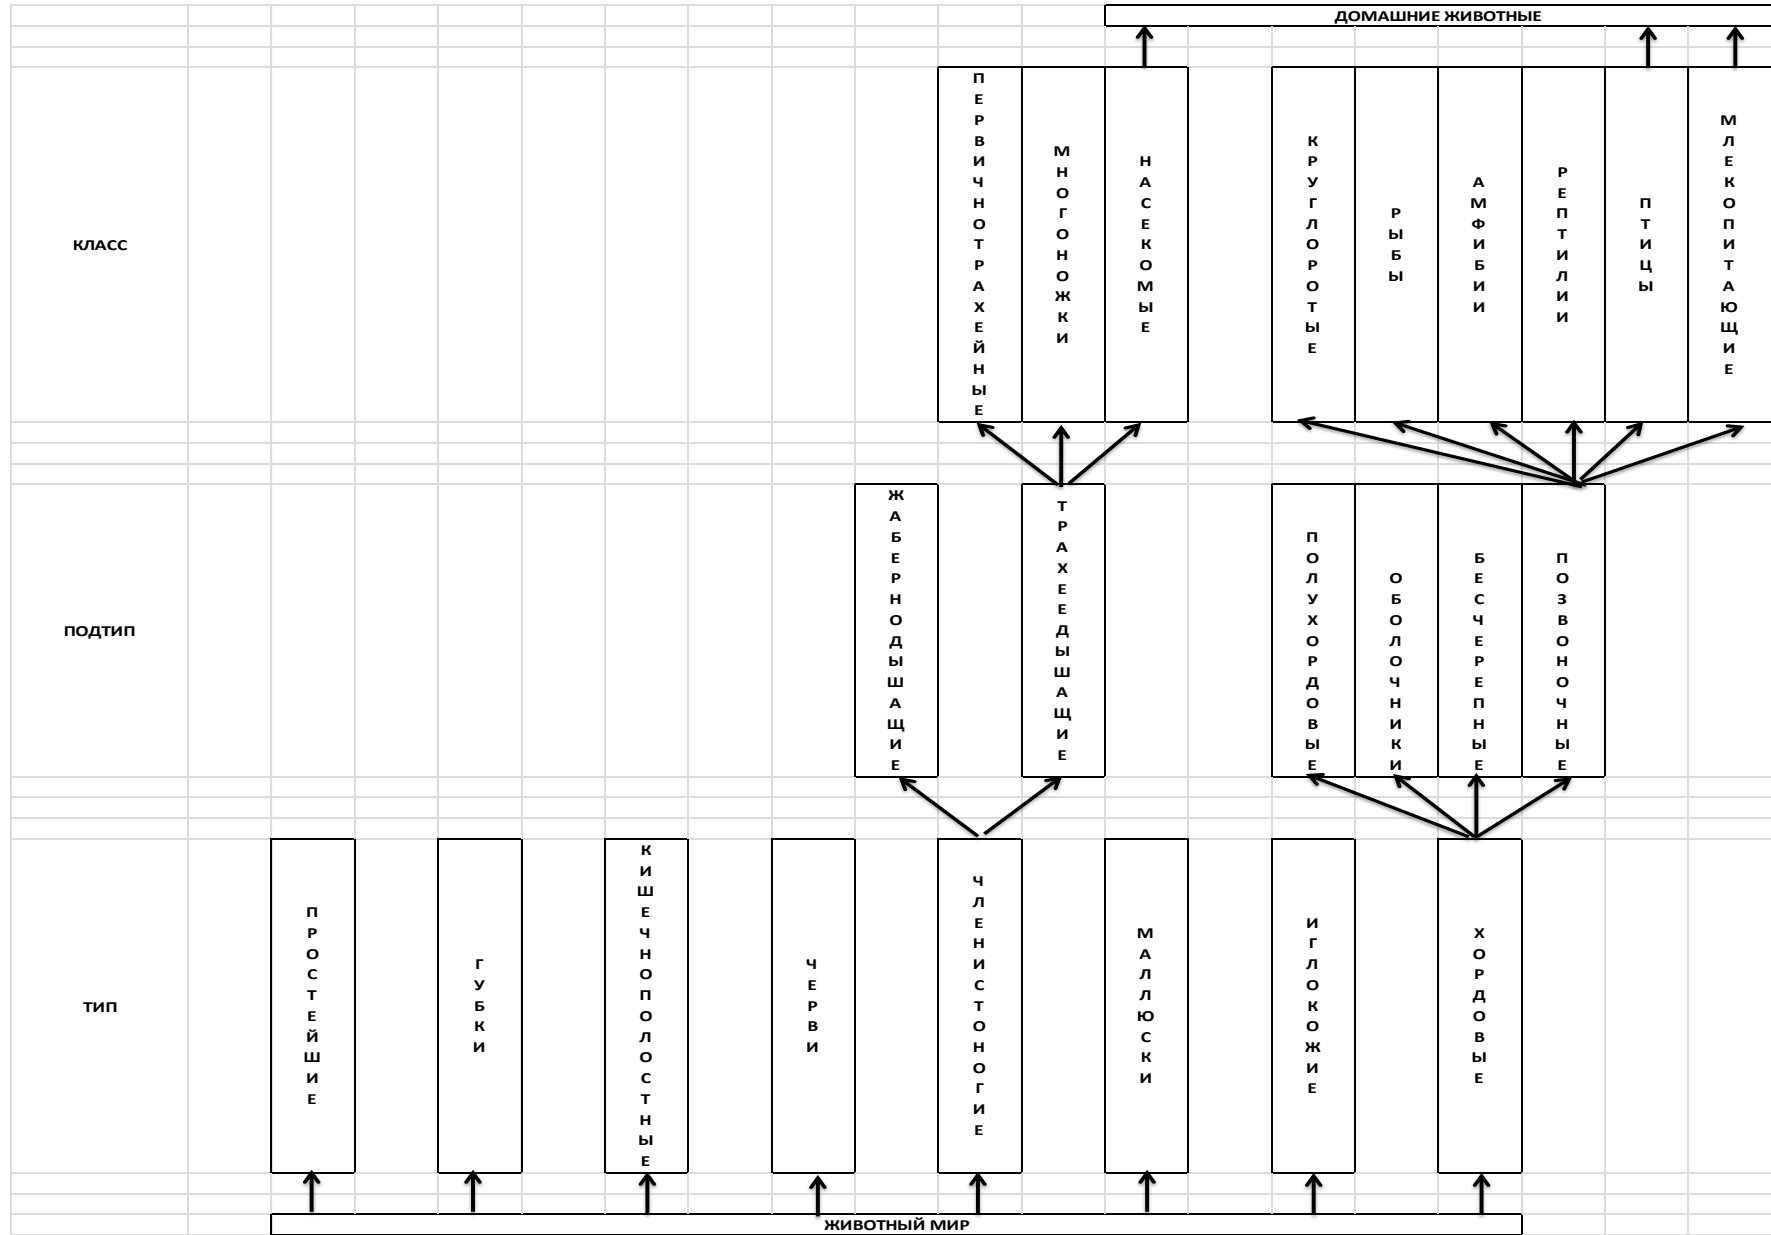 ДОМАШНИЕ ЖИВОТНЫЕ
КЛАСС
ПЕРВИЧНОТРАХЕЙНЫЕ
МНОГОНОЖКИ
НАСЕКОМЫЕ
КРУГЛОРОТЫЕ
РЫБЫ
АМФИБИИ
РЕПТИЛИИ
ПТИЦЫ
МЛЕКОПИТАЮЩИЕ
ПОДТИП
ЖАБЕРНОДЫШАЩИЕ
ТРАХЕЕДЫШАЩИЕ
ПОЛУХОРДОВЫЕ
ОБОЛОЧНИКИ
БЕСЧЕРЕПНЫЕ
ПОЗВОНОЧНЫЕ
ТИП
ПРОСТЕЙШИЕ
ГУБКИ
КИШЕЧНОПОЛОСТНЫЕ
ЧЕРВИ
ЧЛЕНИСТОНОГИЕ
МАЛЛЮСКИ
ИГЛОКОЖИЕ
ХОРДОВЫЕ
ЖИВОТНЫЙ МИР